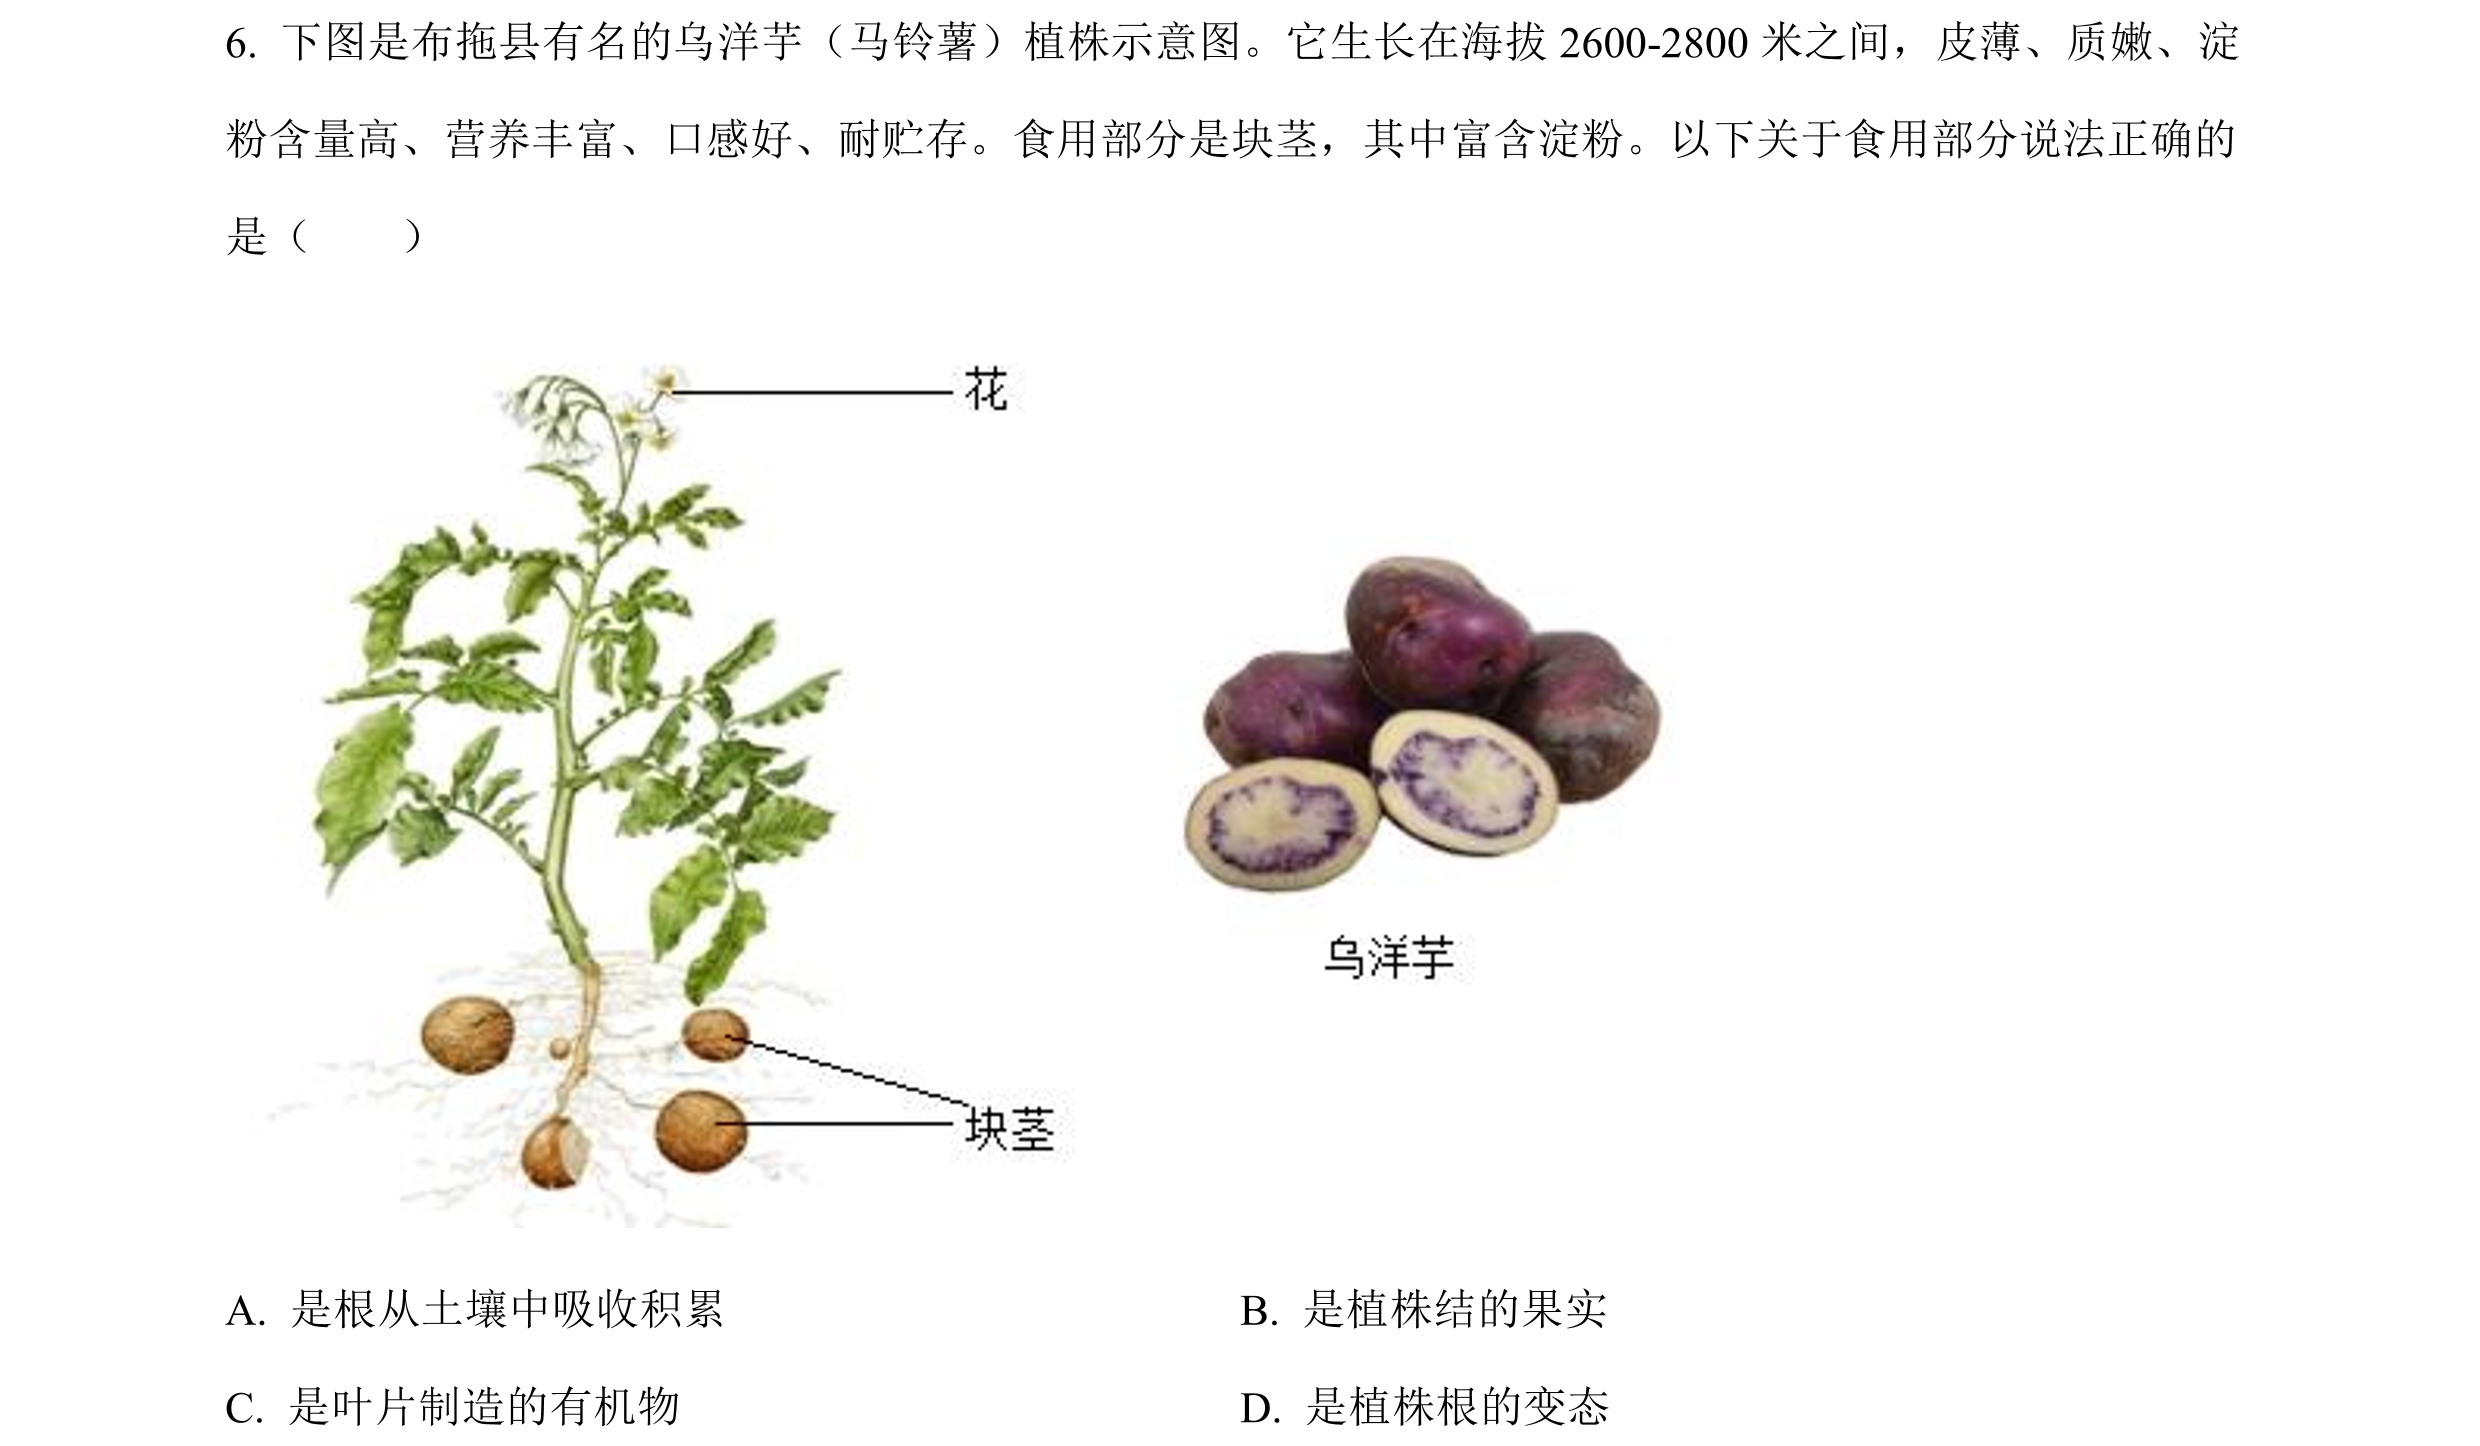 6. 下图是布拖县有名的乌洋芋（马铃薯）植株示意图。它生长在海拔 2600-2800 米之间，皮薄、质嫩、淀
粉含量高、营养丰富、口感好、耐贮存。食用部分是块茎，其中富含淀粉。以下关于食用部分说法正确的
是（  ）
花
乌洋芋
块茎
A. 是根从土壤中吸收积累 B. 是植株结的果实
C. 是叶片制造的有机物 D. 是植株根的变态